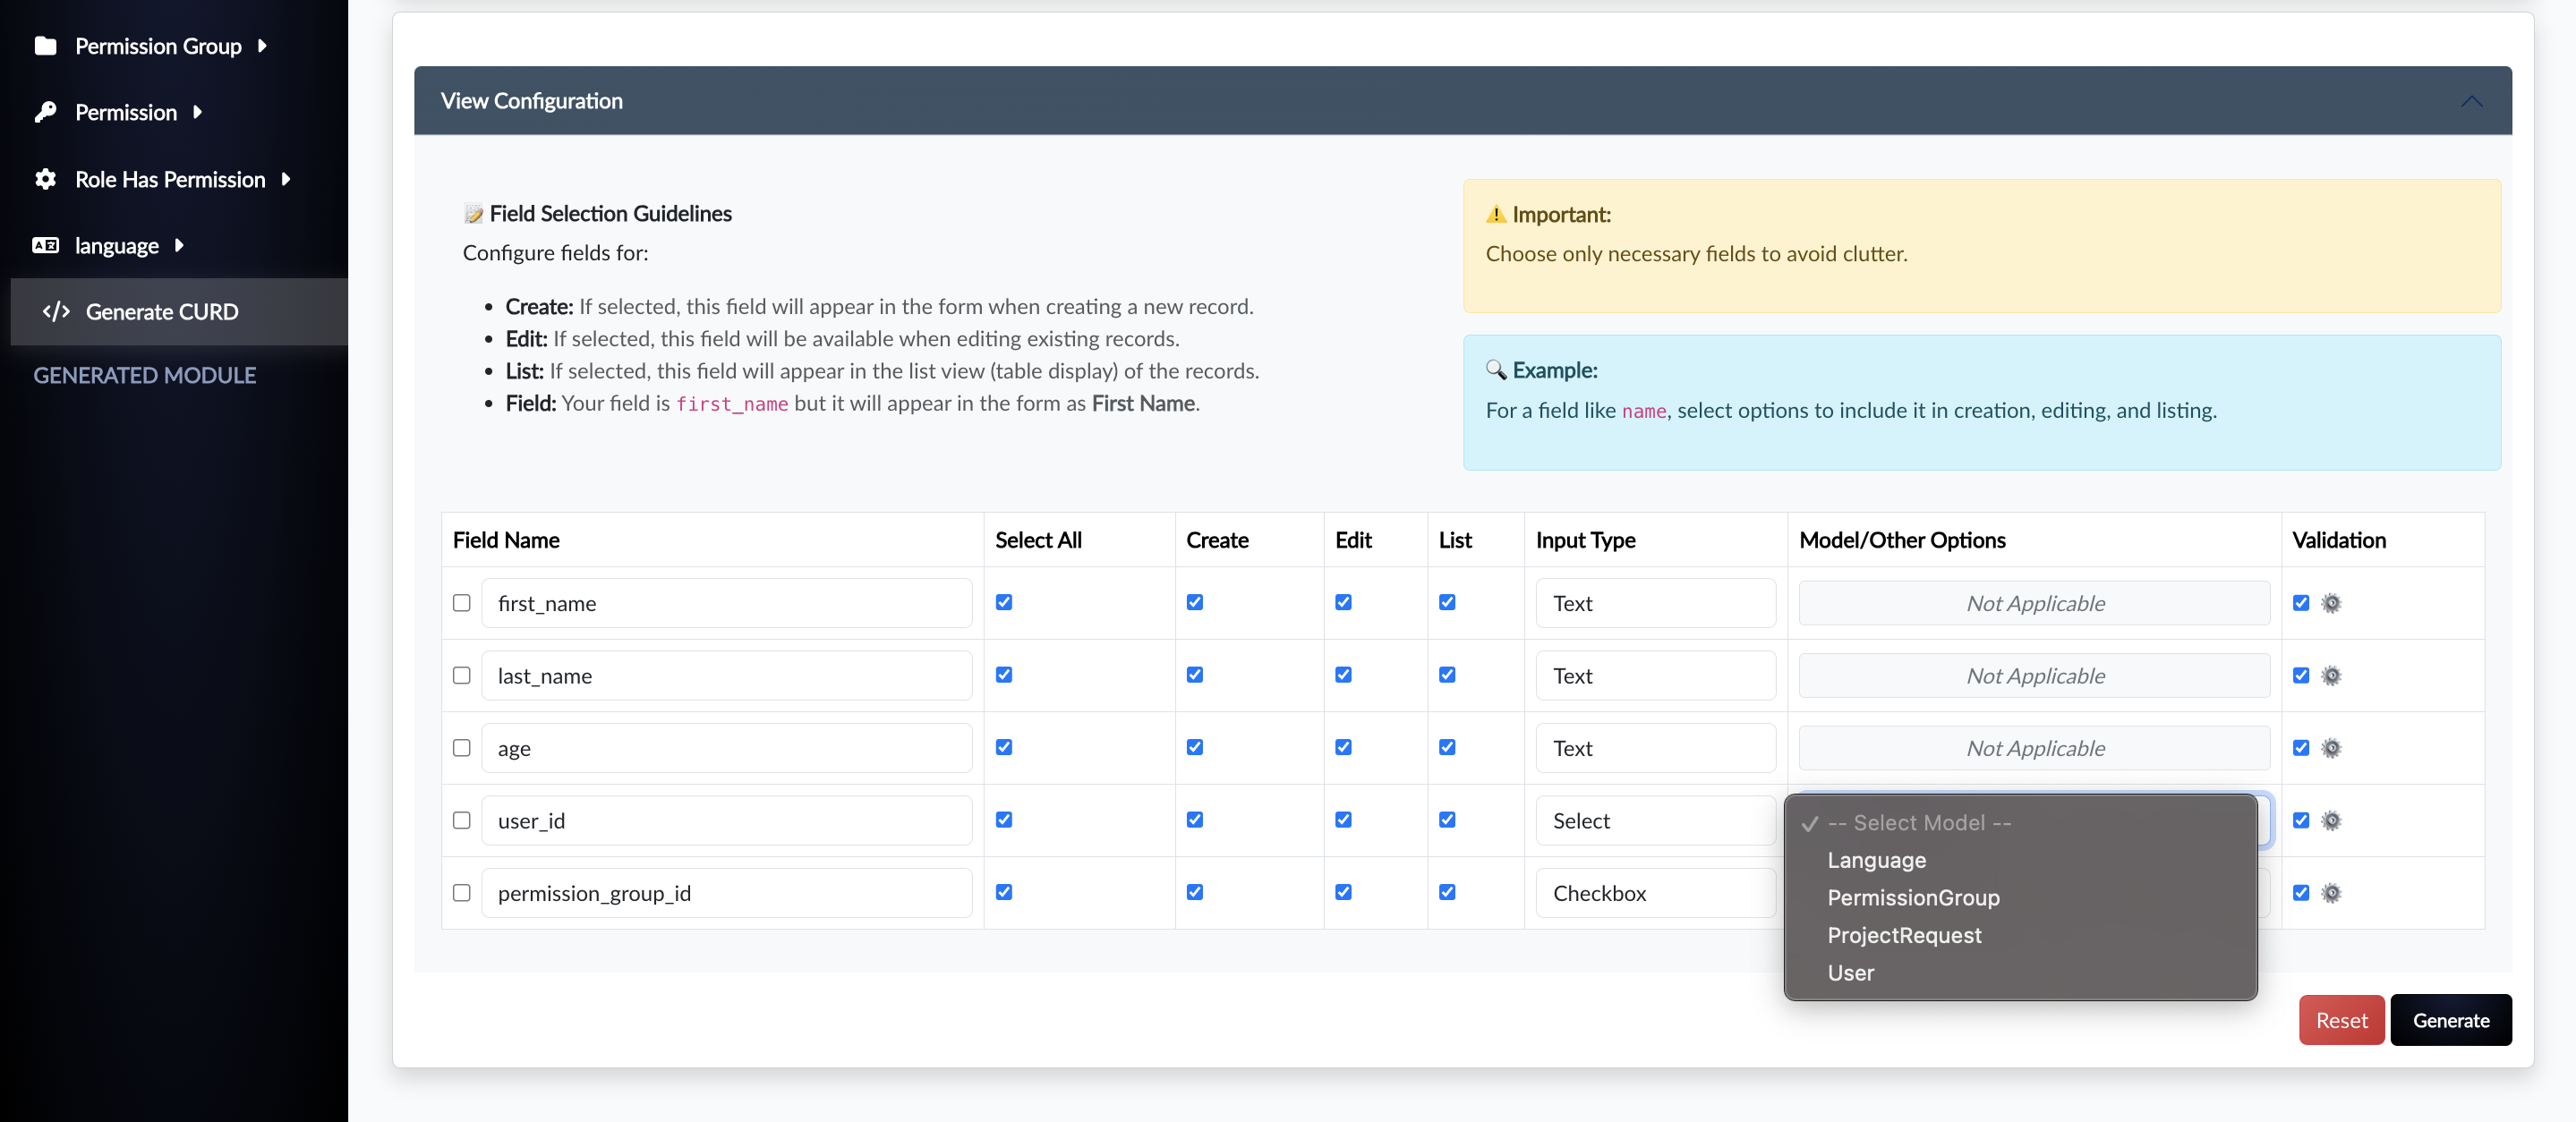 Permission Group
Permission
Role Has Permission
language
Generate CURD
GENERATED MODULE
View Configuration
Field Selection Guidelines
Configure fields for:
• Create: If selected, this field will appear in the form when creating a new record.
• Edit: If selected, this field will be available when editing existing records.
• List: If selected, this field will appear in the list view (table display) of the records.
• Field: Your field is first_name but it will appear in the form as First Name.
Important:
Choose only necessary fields to avoid clutter.
Example:
For a field like name, select options to include it in creation, editing, and listing.
Field Name Select All Create Edit List Input Type Model/Other Options Validation
first_name Text Not Applicable
last_name Text Not Applicable
age Text Not Applicable
user_id Select -- Select Model --
Language
permission_group_id Checkbox PermissionGroup
ProjectRequest
User
Reset Generate